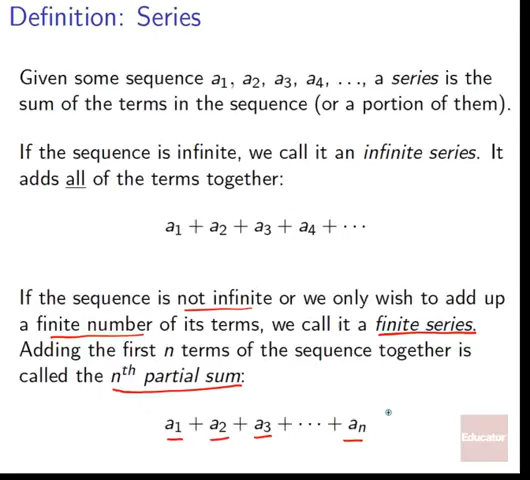 Definition: Series
Given some sequence a₁, a₂, a₃, a₄, ..., a series is the
sum of the terms in the sequence (or a portion of them).
If the sequence is infinite, we call it an infinite series. It
adds all of the terms together:
a₁ + a₂ + a₃ + a₄ + ···
If the sequence is not infinite or we only wish to add up
a finite number of its terms, we call it a finite series.
Adding the first n terms of the sequence together is
called the nᵗʰ partial sum:
a₁ + a₂ + a₃ + ··· + aₙ
Educator